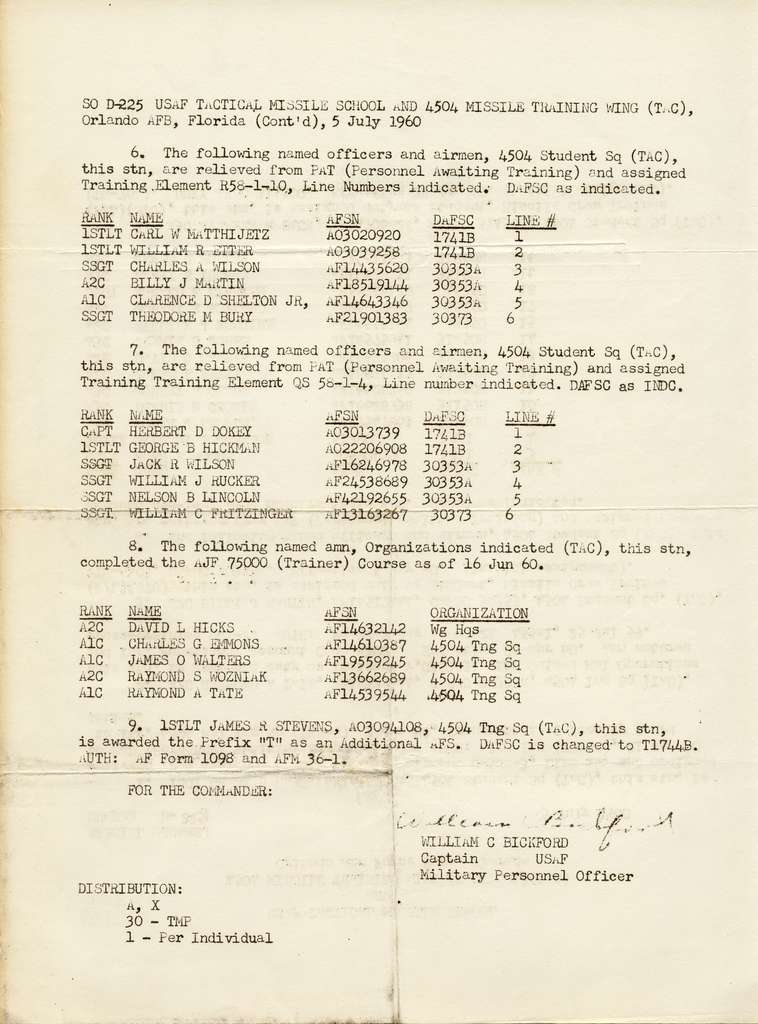 SO D-225 USAF TACTICAL MISSILE SCHOOL AND 4504 MISSILE TRAINING WING (TAC),
Orlando AFB, Florida (Cont'd), 5 July 1960
6. The following named officers and airmen, 4504 Student Sq (TAC),
this stn, are relieved from PAT (Personnel Awaiting Training) and assigned
Training Element R58-1-10, Line Numbers indicated. DAFSC as indicated.
RANK NAME AFSN DAFSC LINE #
1STLT CARL W MATTHIJETZ AO3020920 1741B 1
1STLT WILLIAM R ETTER AO3039258 1741B 2
SSGT CHARLES A WILSON AF14435620 30353A 3
A2C BILLY J MARTIN AF18519144 30353A 4
A1C CLARENCE D SHELTON JR, AF14643346 30353A 5
SSGT THEODORE M BURY AF21901383 30373 6
7. The following named officers and airmen, 4504 Student Sq (TAC),
this stn, are relieved from PAT (Personnel Awaiting Training) and assigned
Training Training Element QS 58-1-4, Line number indicated. DAFSC as INDC.
RANK NAME AFSN DAFSC LINE #
CAPT HERBERT D DOKEY AO3013739 1741B 1
1STLT GEORGE B HICKMAN AO22206908 1741B 2
SSGT JACK R WILSON AF16246978 30353A 3
SSGT WILLIAM J RUCKER AF24538689 30353A 4
SSGT NELSON B LINCOLN AF42192655 30353A 5
SSGT WILLIAM C FRITZINGER AF13163267 30373 6
8. The following named amn, Organizations indicated (TAC), this stn,
completed the AJF 75000 (Trainer) Course as of 16 Jun 60.
RANK NAME AFSN ORGANIZATION
A2C DAVID L HICKS AF14632142 Wg Hqs
A1C CHARLES G EMMONS AF14610387 4504 Tng Sq
A1C JAMES O WALTERS AF19559245 4504 Tng Sq
A2C RAYMOND S WOZNIAK AF13662689 4504 Tng Sq
A1C RAYMOND A TATE AF14539544 4504 Tng Sq
9. 1STLT JAMES R STEVENS, AO3094108, 4504 Tng Sq (TAC), this stn,
is awarded the Prefix "T" as an Additional AFS. DAFSC is changed to T1744B.
AUTH: AF Form 1098 and AFM 36-1.
FOR THE COMMANDER:
William C Bickford
WILLIAM C BICKFORD
Captain USAF
Military Personnel Officer
DISTRIBUTION:
A, X
30 - TMP
1 - Per Individual